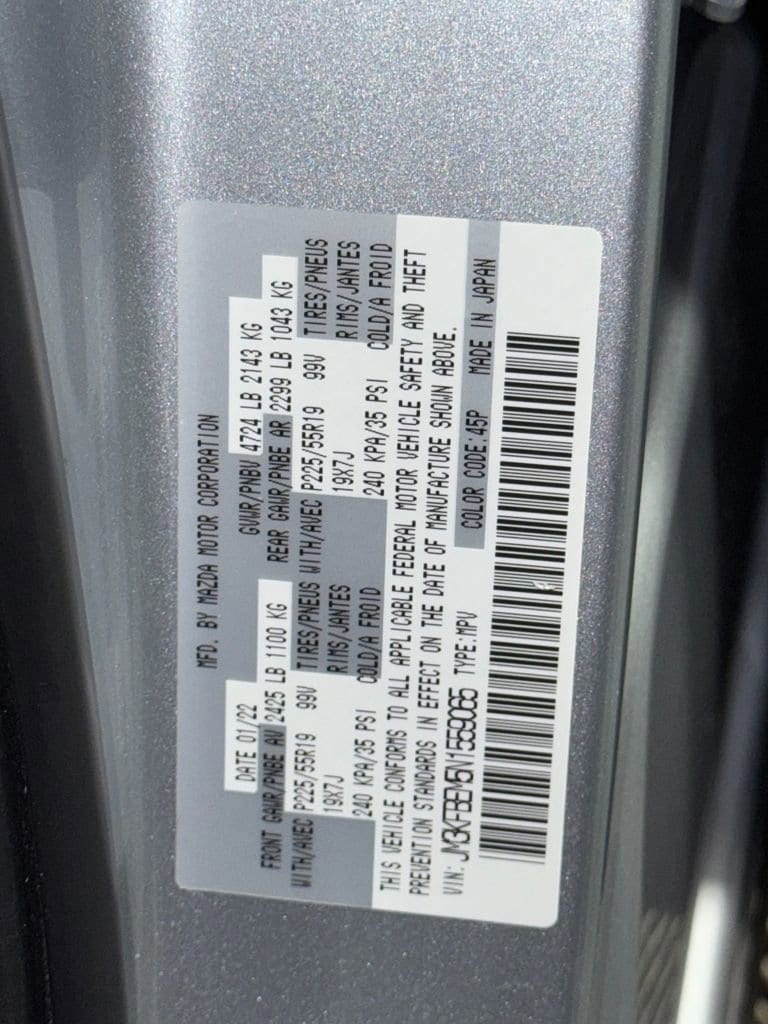 MFD. BY MAZDA MOTOR CORPORATION
DATE 01/22 GVWR/PNBV 4724 LB 2143 KG
FRONT GAWR/PNBE AV 2425 LB 1100 KG REAR GAWR/PNBE AR 2299 LB 1043 KG
WITH/AVEC P225/55R19 99V TIRES/PNEUS WITH/AVEC P225/55R19 99V TIRES/PNEUS
19X7J RIMS/JANTES 19X7J RIMS/JANTES
240 KPA/35 PSI COLD/A FROID 240 KPA/35 PSI COLD/A FROID
THIS VEHICLE CONFORMS TO ALL APPLICABLE FEDERAL MOTOR VEHICLE SAFETY AND THEFT
PREVENTION STANDARDS IN EFFECT ON THE DATE OF MANUFACTURE SHOWN ABOVE.
VIN: JM3KFBEM5N1559065 TYPE:MPV COLOR CODE:45P MADE IN JAPAN